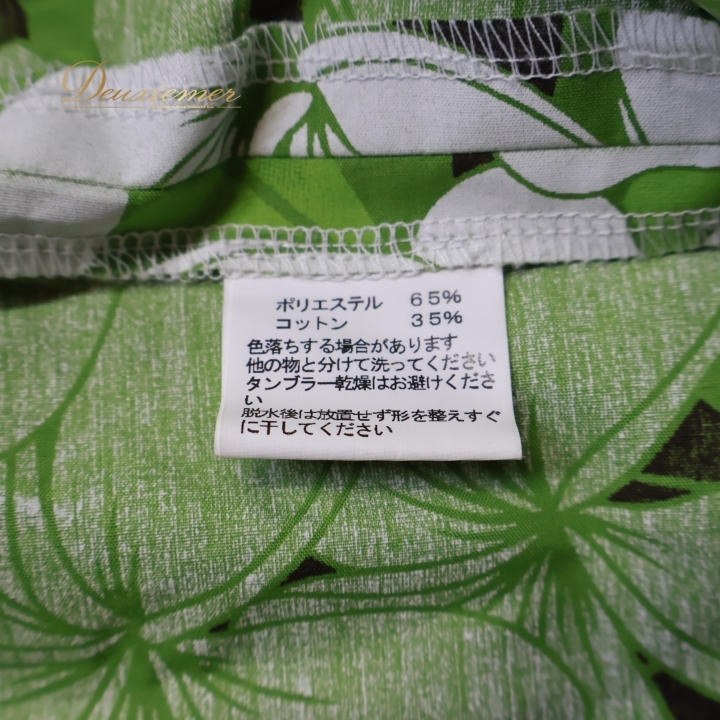 Deuxiemer
ポリエステル 65%
コットン 35%
色落ちする場合があります
他の物と分けて洗ってください
タンブラー乾燥はお避けくださ
い
脱水後は放置せず形を整えすぐ
に干してください